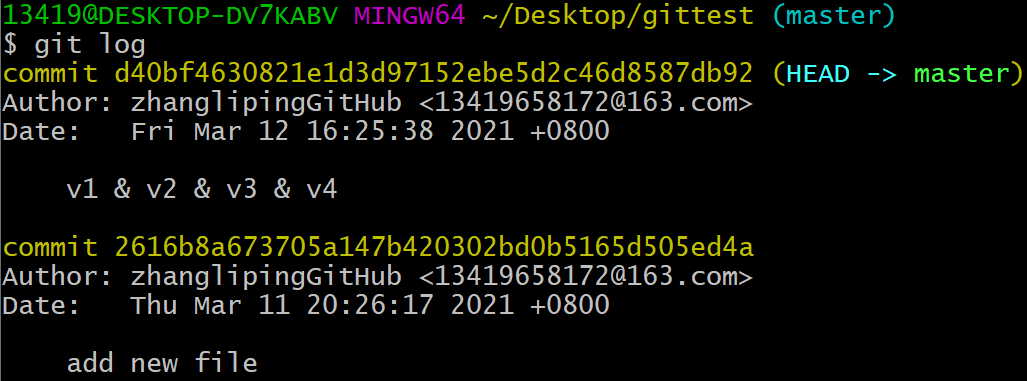 13419@DESKTOP-DV7KABV MINGW64 ~/Desktop/gittest (master)
$ git log
commit d40bf4630821e1d3d97152ebe5d2c46d8587db92 (HEAD -> master)
Author: zhanglipingGitHub <13419658172@163.com>
Date:   Fri Mar 12 16:25:38 2021 +0800
    v1 & v2 & v3 & v4
commit 2616b8a673705a147b420302bd0b5165d505ed4a
Author: zhanglipingGitHub <13419658172@163.com>
Date:   Thu Mar 11 20:26:17 2021 +0800
    add new file